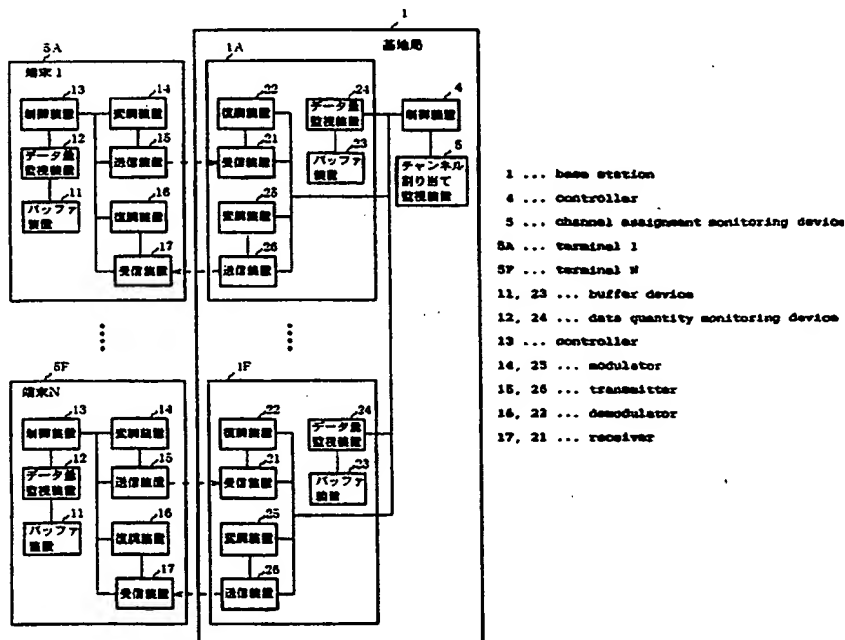 1
基地局
5A
端末1
13
制御装置
12
データ量
監視装置
11
バッファ
装置
14
変調装置
15
送信装置
16
復調装置
17
受信装置
1A
22
復調装置
21
受信装置
25
変調装置
26
送信装置
24
データ量
監視装置
23
バッファ
装置
4
制御装置
5
チャンネル
割り当て
監視装置
5F
端末N
13
制御装置
12
データ量
監視装置
11
バッファ
装置
14
変調装置
15
送信装置
16
復調装置
17
受信装置
1F
22
復調装置
21
受信装置
25
変調装置
26
送信装置
24
データ量
監視装置
23
バッファ
装置
1 ... base station
4 ... controller
5 ... channel assignment monitoring device
5A ... terminal 1
5F ... terminal N
11, 23 ... buffer device
12, 24 ... data quantity monitoring device
13 ... controller
14, 25 ... modulator
15, 26 ... transmitter
16, 22 ... demodulator
17, 21 ... receiver